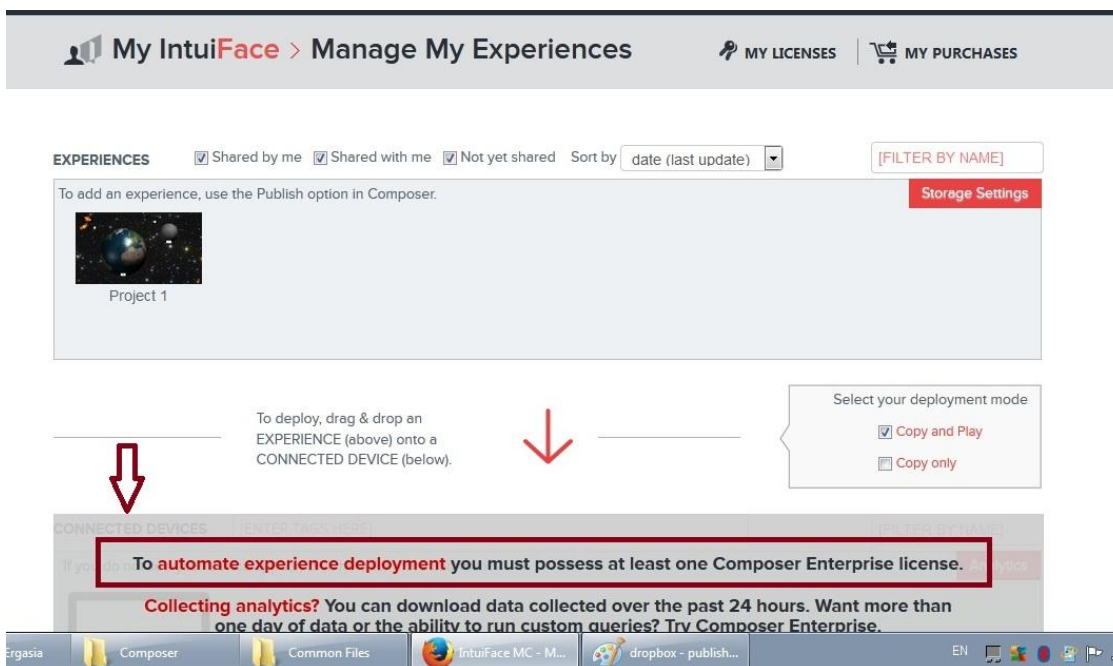 My IntuiFace > Manage My Experiences
MY LICENSES
MY PURCHASES
EXPERIENCES
Shared by me
Shared with me
Not yet shared
Sort by
date (last update)
[FILTER BY NAME]
To add an experience, use the Publish option in Composer.
Storage Settings
Project 1
To deploy, drag & drop an
EXPERIENCE (above) onto a
CONNECTED DEVICE (below).
Select your deployment mode
Copy and Play
Copy only
CONNECTED DEVICES
[ENTER TAGS HERE]
[FILTER BY NAME]
If you do no
To automate experience deployment you must possess at least one Composer Enterprise license.
Analytics
Collecting analytics? You can download data collected over the past 24 hours. Want more than
one day of data or the ability to run custom queries? Try Composer Enterprise.
Ergasia
Composer
Common Files
IntuiFace MC - M...
dropbox - publish...
EN